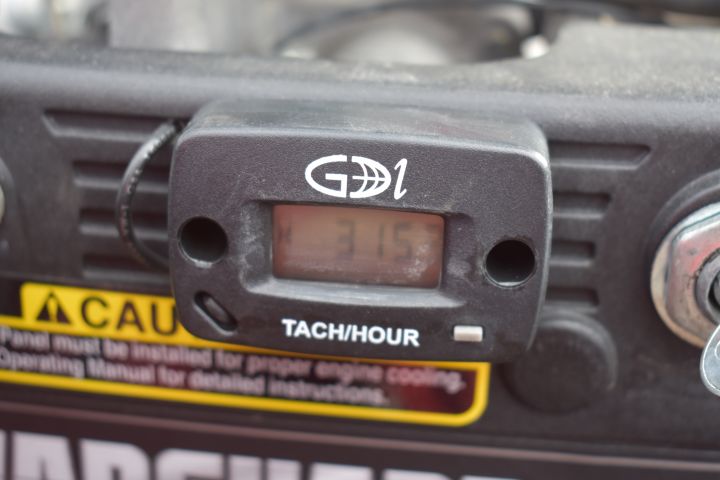 GDI
315
TACH/HOUR
CAU
Panel must be installed for proper engine cooling.
Operating Manual for detailed instructions.